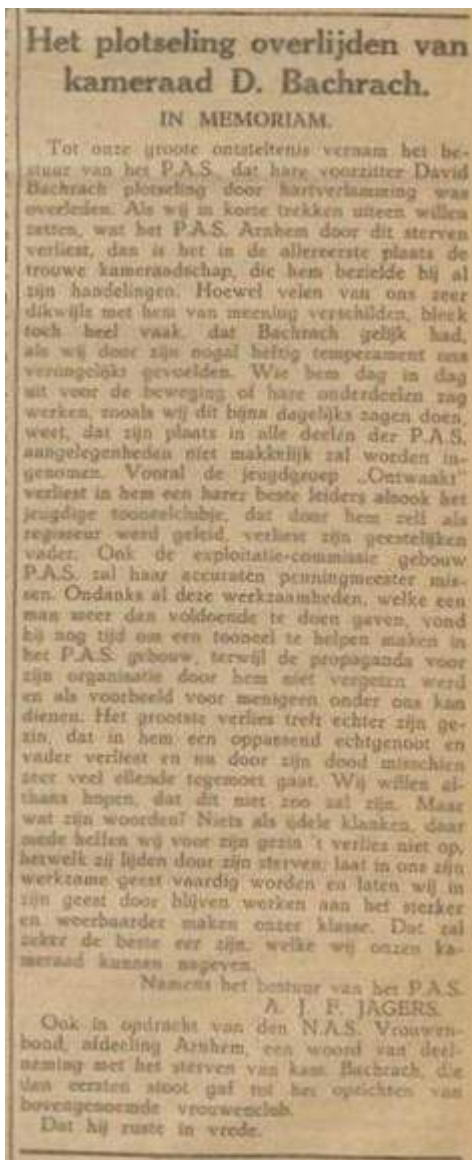 Het plotseling overlijden van
kameraad D. Bachrach.
IN MEMORIAM.
Tot onze groote ontsteltenis vernam het be-
stuur van het P.A.S. dat hare voorzitter David
Bachrach plotseling door hartverlamming was
overleden. Als wij in korte trekken uiteen willen
zetten, wat het P.A.S. Arnhem door dit sterven
verliest, dan is het in de allereerste plaats de
trouwe kameraadschap, die hem bezielde bij al
zijn handelingen. Hoewel velen van ons zeer
dikwijls met hem van meening verschilden, bleek
toch heel vaak, dat Bachrach gelijk had,
als wij door zijn nogal heftig temperament ons
verongelijkt gevoelden. Wie hem dag in dag
uit voor de beweging of hare onderdeelen zag
werken, zooals wij dit bijna dagelijks zagen doen,
weet, dat zijn plaats in alle deelen der P.A.S.
aangelegenheden niet makkelijk zal worden in-
genomen. Vooral de jeugdgroep „Ontwaakt"
verliest in hem een harer beste leiders alsook het
jeugdige tooneelclubje, dat door hem zelf als
regisseur werd geleid, verliest zijn geestelijken
vader. Ook de exploitatie-commissie gebouw
P.A.S. zal haar accuraten penningmeester mis-
sen. Ondanks al deze werkzaamheden, welke een
man meer dan voldoende te doen gaven, vond
hij nog tijd om een tooneel te helpen maken in
het P.A.S. gebouw, terwijl de propaganda voor
zijn organisatie door hem niet vergeten werd
en als voorbeeld voor menigeen onder ons kan
dienen. Het grootste verlies treft echter zijn ge-
zin, dat in hem een oppassend echtgenoot en
vader verliest en nu door zijn dood misschien
zeer veel ellende tegemoet gaat. Wij willen al-
thans hopen, dat dit niet zoo zal zijn. Maar
wat zijn woorden? Niets als ijdele klanken, daar
mede heffen wij voor zijn gezin 't verlies niet op,
hetwelk zij lijden door zijn sterven; laat in ons zijn
werkzame geest vaardig worden en laten wij in
zijn geest door blijven werken aan het sterker
en weerbaarder maken onzer klasse. Dat zal
zeker de beste eer zijn, welke wij onzen ka-
meraad kunnen nageven.
Namens het bestuur van het P.A.S.
A. J. F. JAGERS.
Ook in opdracht van den N.A.S. Vrouwen-
bond, afdeeling Arnhem, een woord van deel-
neming met het sterven van kam. Bachrach, die
den eersten stoot gaf tot het oprichten van
bovengenoemde vrouwenclub.
Dat hij ruste in vrede.